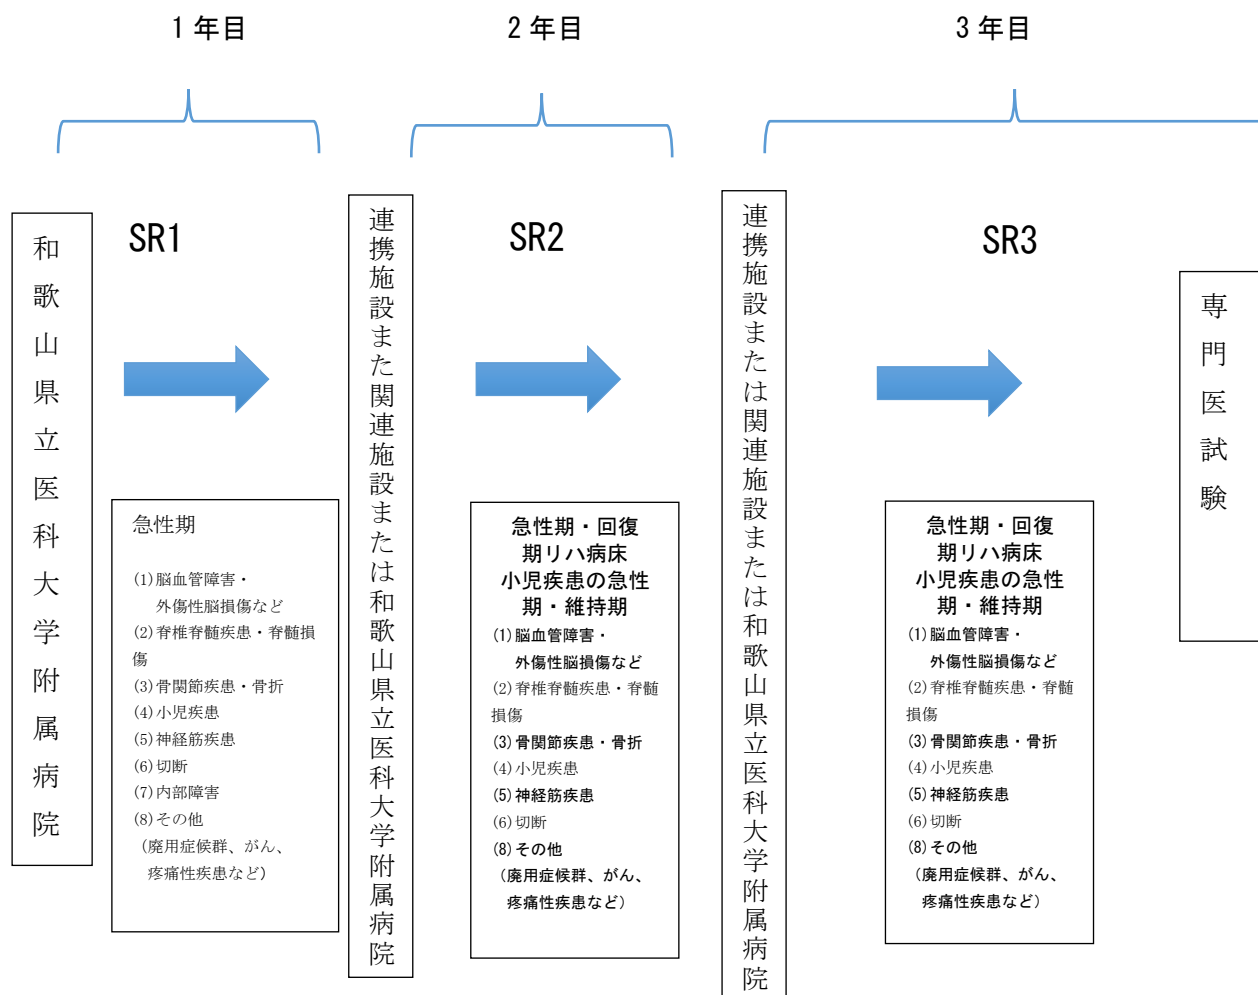 1 年目
2 年目
3 年目
和歌山県立医科大学附属病院
SR1
急性期
(1)脳血管障害・
外傷性脳損傷など
(2)脊椎脊髄疾患・脊髄損
傷
(3)骨関節疾患・骨折
(4)小児疾患
(5)神経筋疾患
(6)切断
(7)内部障害
(8)その他
(廃用症候群、がん、
疼痛性疾患など)
連携施設また関連施設または和歌山県立医科大学附属病院
SR2
急性期・回復
期リハ病床
小児疾患の急性
期・維持期
(1)脳血管障害・
外傷性脳損傷など
(2)脊椎脊髄疾患・脊髄
損傷
(3)骨関節疾患・骨折
(4)小児疾患
(5)神経筋疾患
(6)切断
(8)その他
(廃用症候群、がん、
疼痛性疾患など)
連携施設または関連施設または和歌山県立医科大学附属病院
SR3
急性期・回復
期リハ病床
小児疾患の急性
期・維持期
(1)脳血管障害・
外傷性脳損傷など
(2)脊椎脊髄疾患・脊髄
損傷
(3)骨関節疾患・骨折
(4)小児疾患
(5)神経筋疾患
(6)切断
(8)その他
(廃用症候群、がん、
疼痛性疾患など)
専門医試験